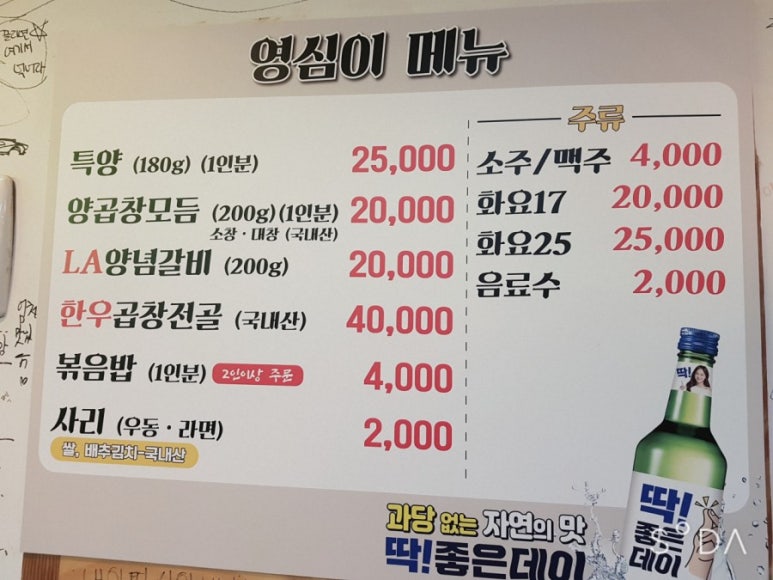 영심이 메뉴
특양 (180g) (1인분) 25,000
양곱창모듬 (200g)(1인분) 20,000
소창·대창 (국내산)
LA양념갈비 (200g) 20,000
한우곱창전골 (국내산) 40,000
볶음밥 (1인분) 2인이상 주문 4,000
사리 (우동·라면) 2,000
쌀, 배추김치-국내산
주류
소주/맥주 4,000
화요17 20,000
화요25 25,000
음료수 2,000
딱!
딱!
좋은
데이
과당 없는 자연의 맛
딱!좋은데이
SODA